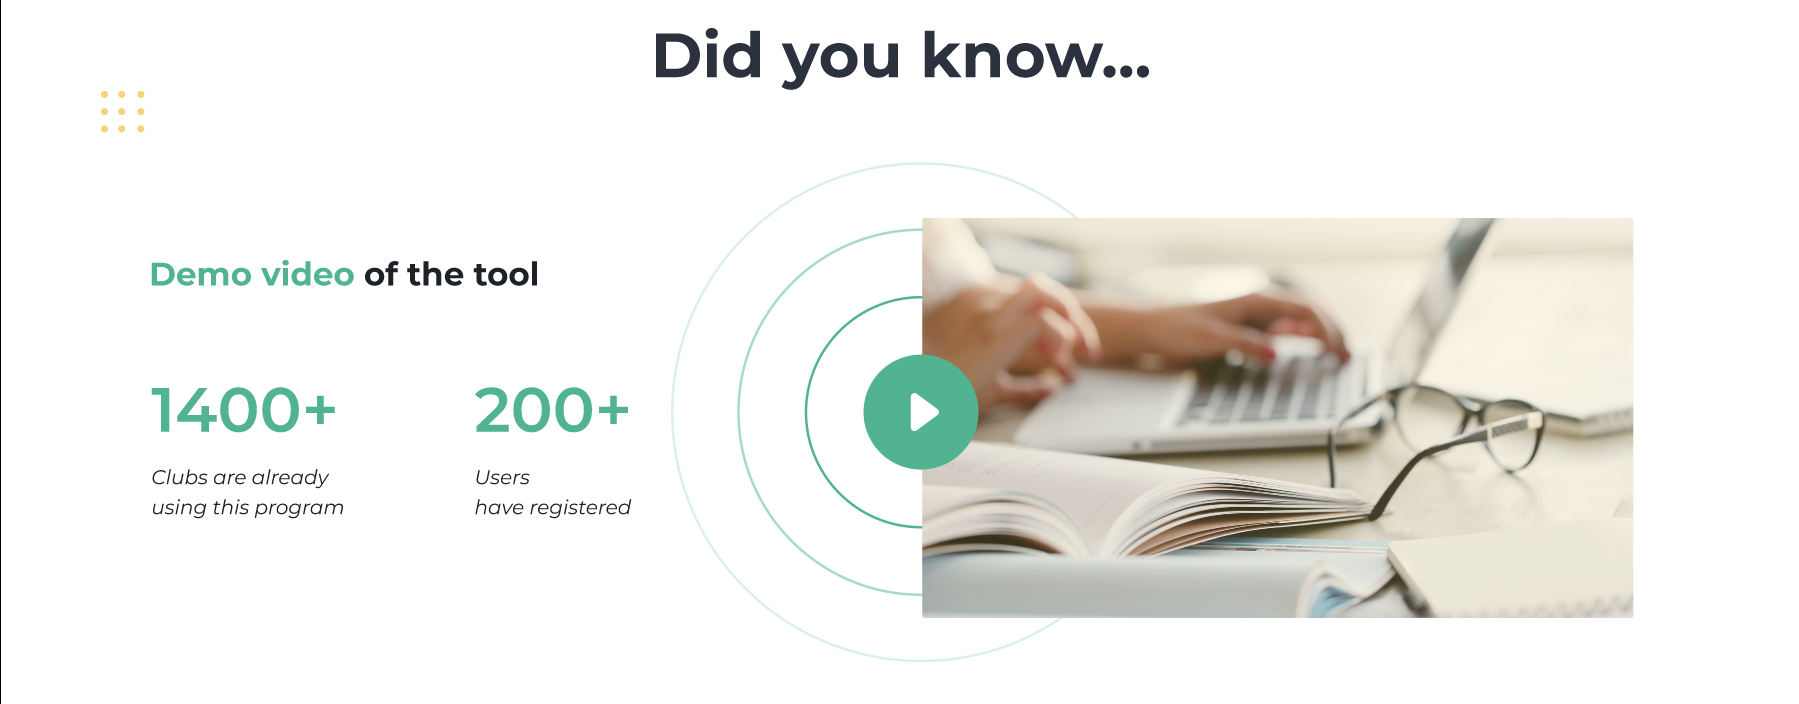 Did you know...
Demo video of the tool
1400+
Clubs are already
using this program
200+
Users
have registered